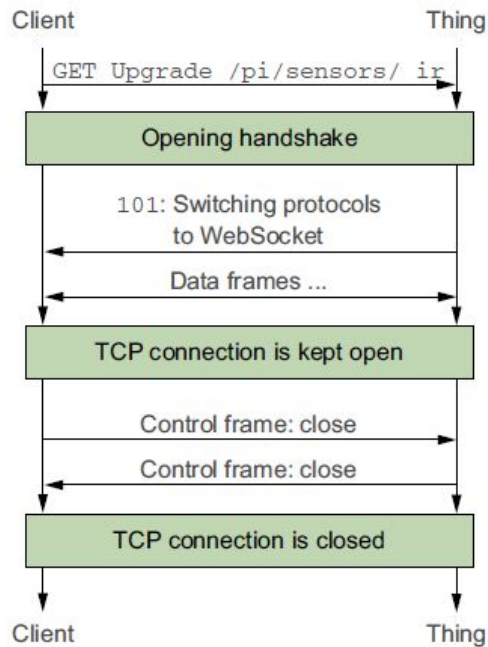 Client Thing
GET Upgrade /pi/sensors/ ir
Opening handshake
101: Switching protocols
to WebSocket
Data frames ...
TCP connection is kept open
Control frame: close
Control frame: close
TCP connection is closed
Client Thing